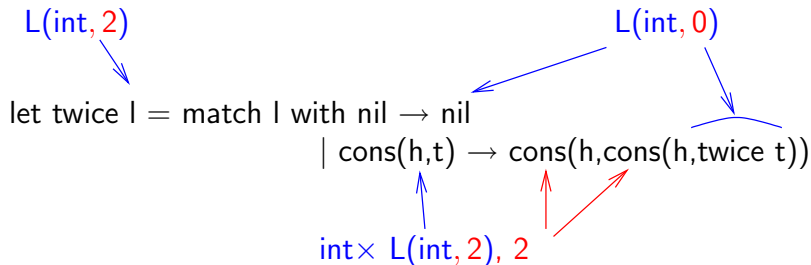 L(int, 2) L(int, 0)
let twice l = match l with nil → nil
| cons(h,t) → cons(h,cons(h,twice t))
int× L(int, 2), 2